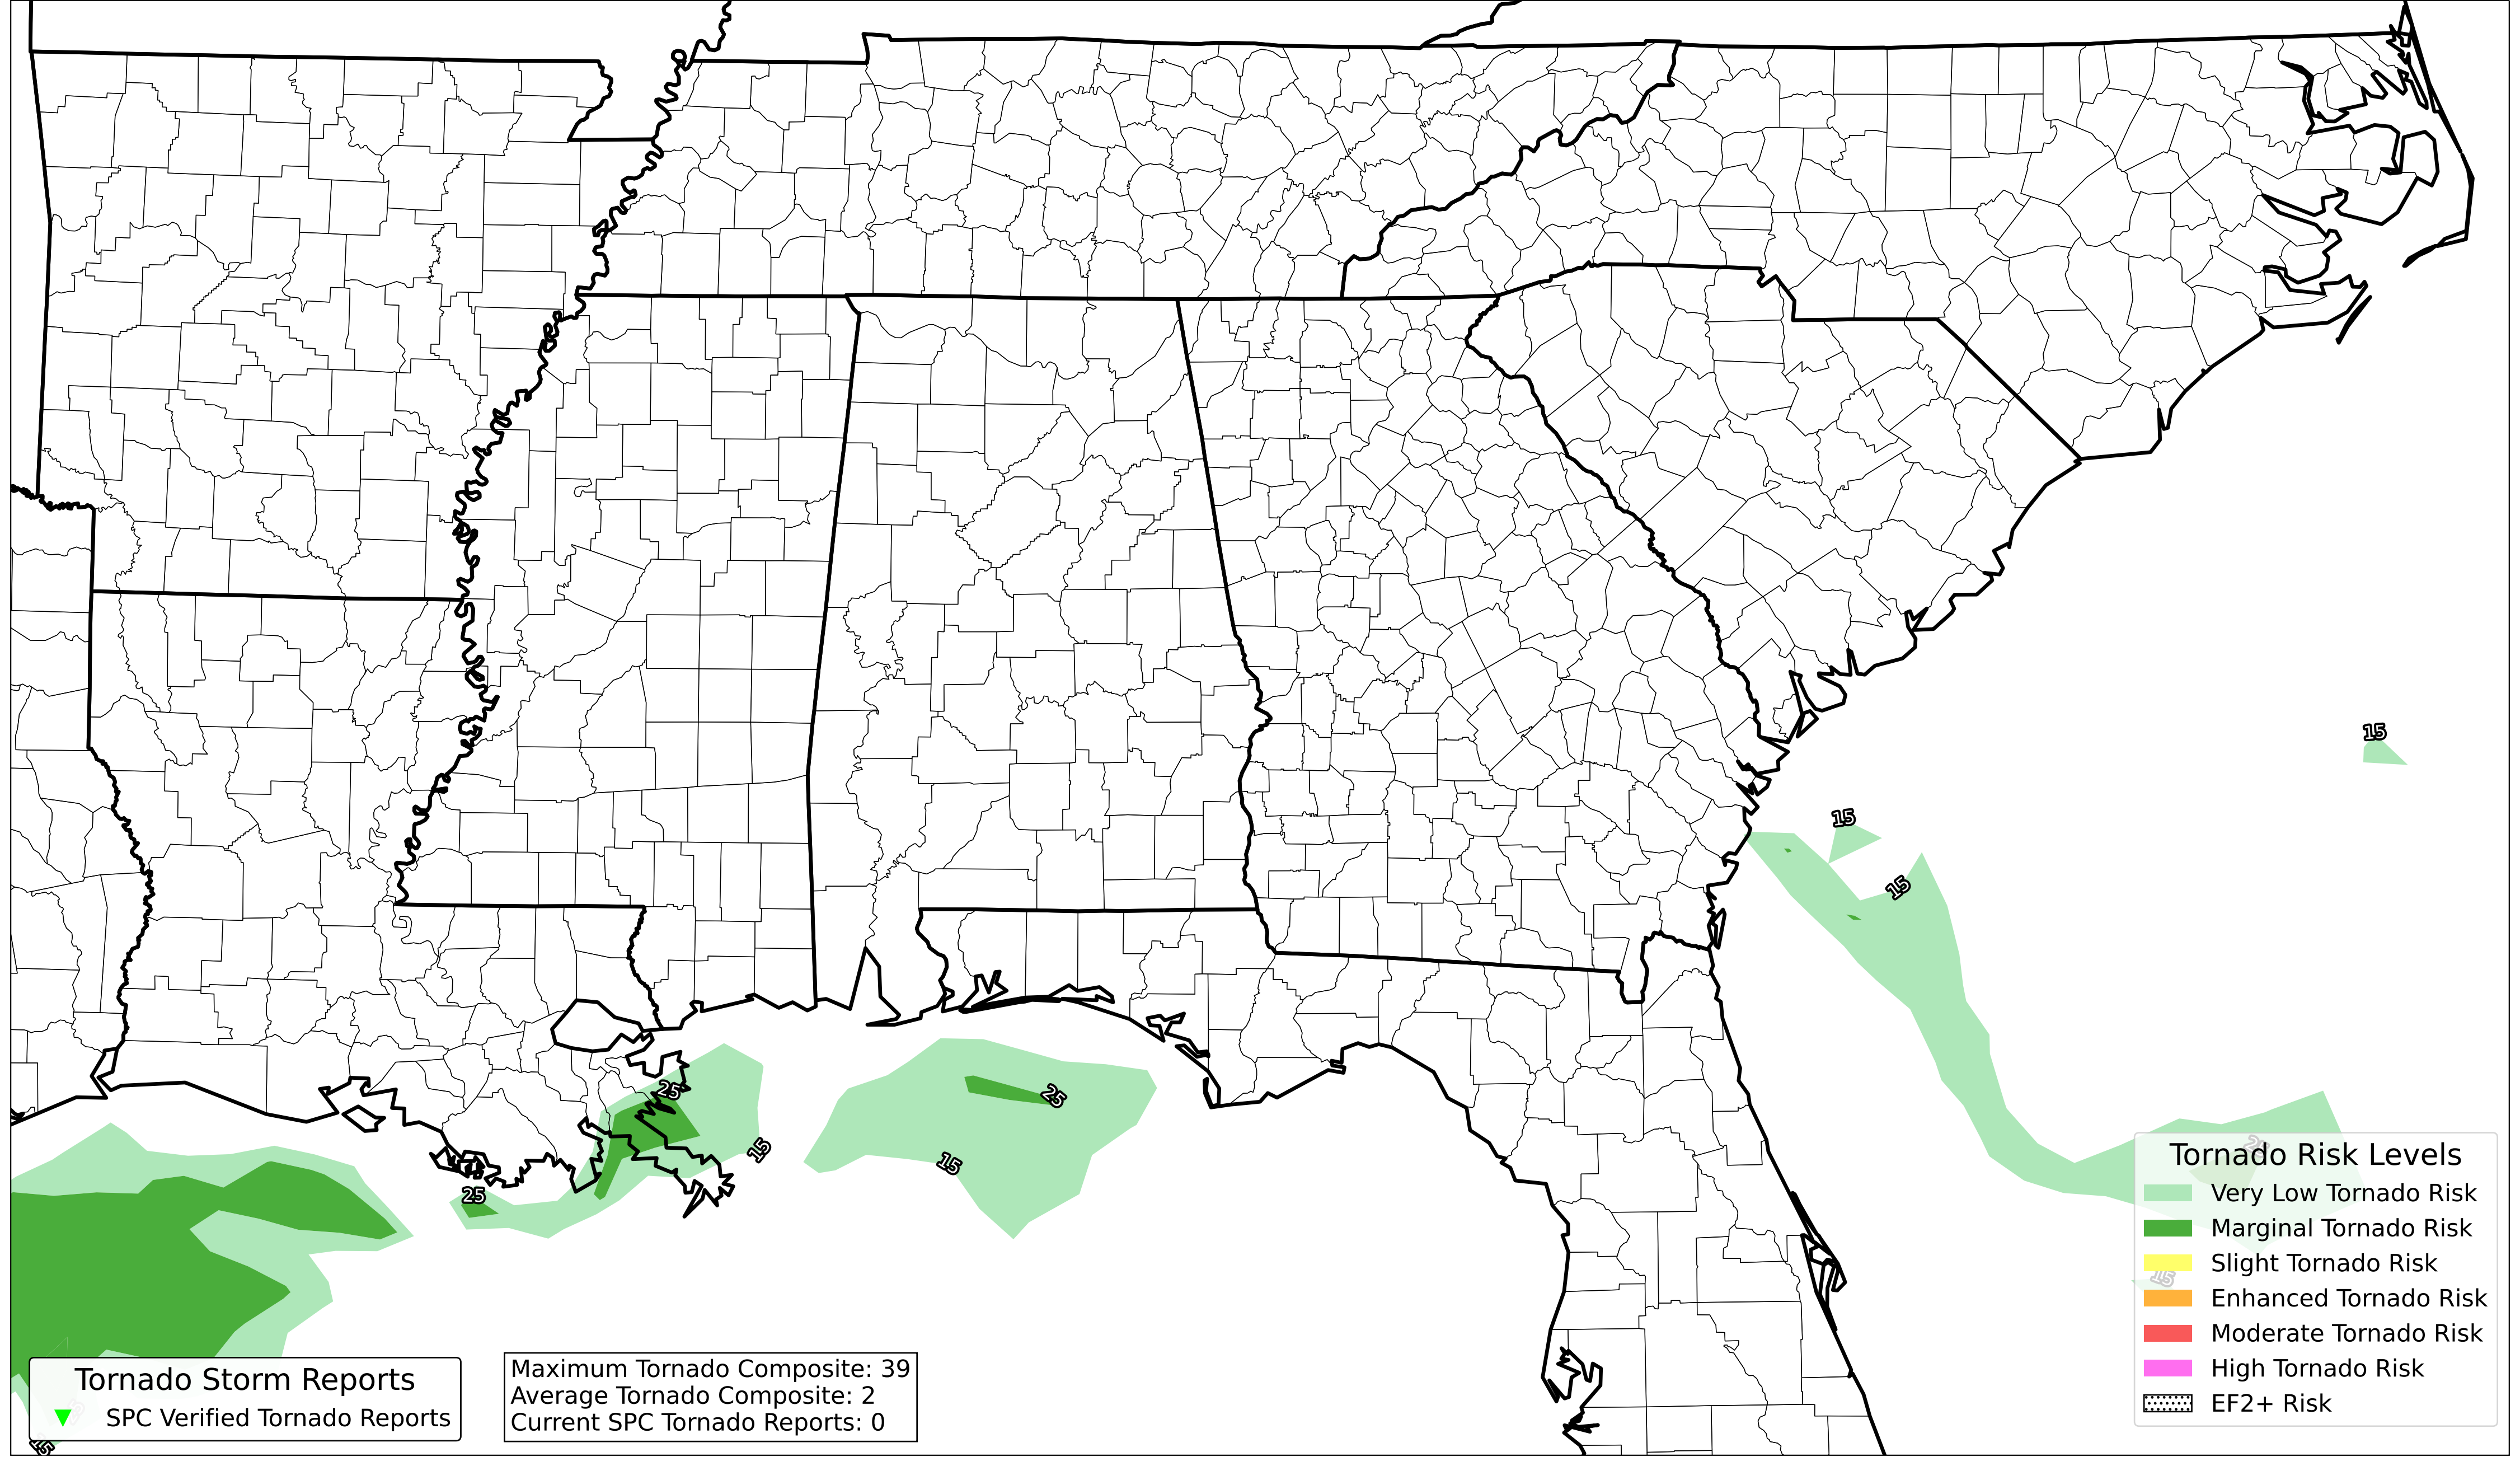 15
15
15
25
25
15
15
25
25
15
15
Tornado Risk Levels
Very Low Tornado Risk
Marginal Tornado Risk
Slight Tornado Risk
Enhanced Tornado Risk
Moderate Tornado Risk
High Tornado Risk
EF2+ Risk
Tornado Storm Reports
SPC Verified Tornado Reports
Maximum Tornado Composite: 39
Average Tornado Composite: 2
Current SPC Tornado Reports: 0